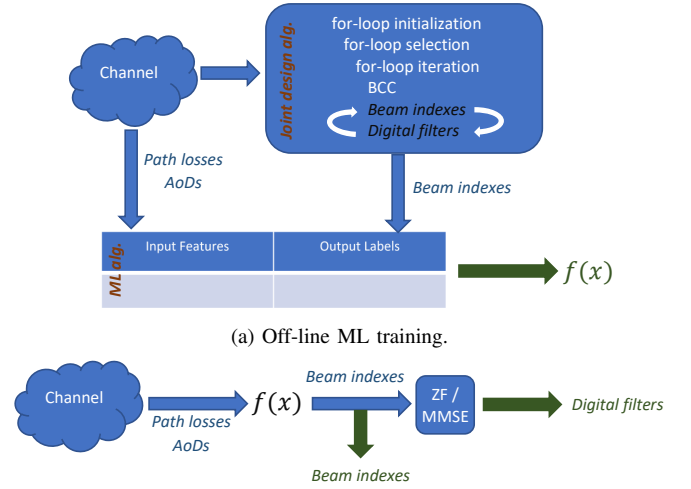 Channel
Joint design alg.
for-loop initialization
for-loop selection
for-loop iteration
BCC
Beam indexes
Digital filters
Path losses
AoDs
Beam indexes
ML alg.
Input Features
Output Labels
f(x)
(a) Off-line ML training.
Channel
Path losses
AoDs
f(x)
Beam indexes
ZF /
MMSE
Digital filters
Beam indexes